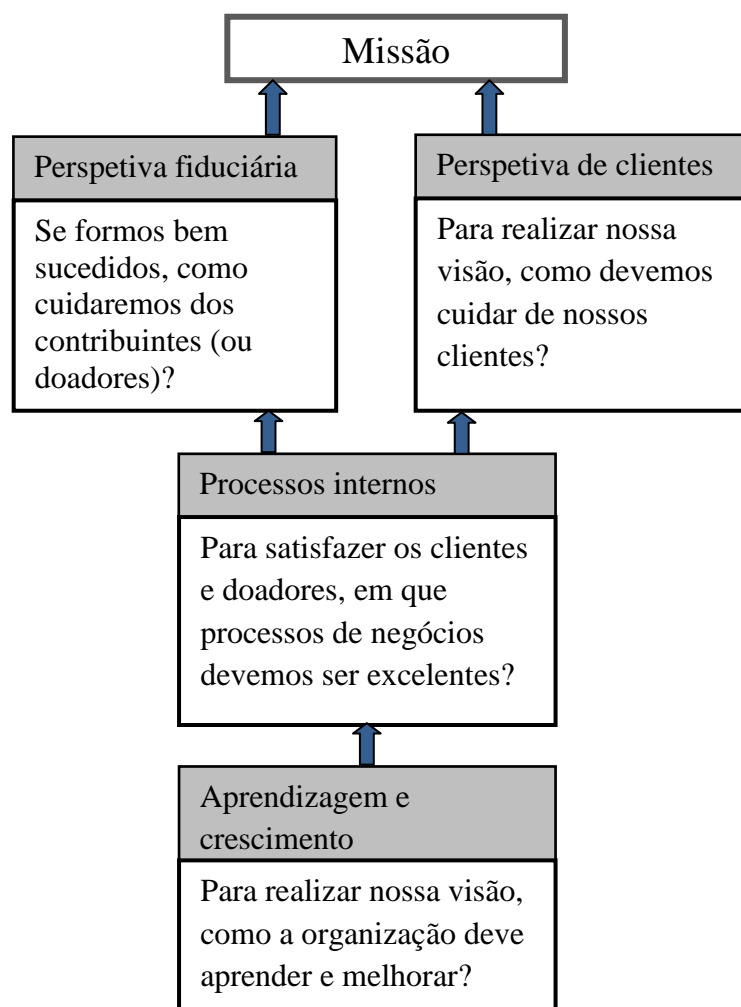 Missão
Perspetiva fiduciária
Se formos bem
sucedidos, como
cuidaremos dos
contribuintes (ou
doadores)?
Perspetiva de clientes
Para realizar nossa
visão, como devemos
cuidar de nossos
clientes?
Processos internos
Para satisfazer os clientes
e doadores, em que
processos de negócios
devemos ser excelentes?
Aprendizagem e
crescimento
Para realizar nossa visão,
como a organização deve
aprender e melhorar?